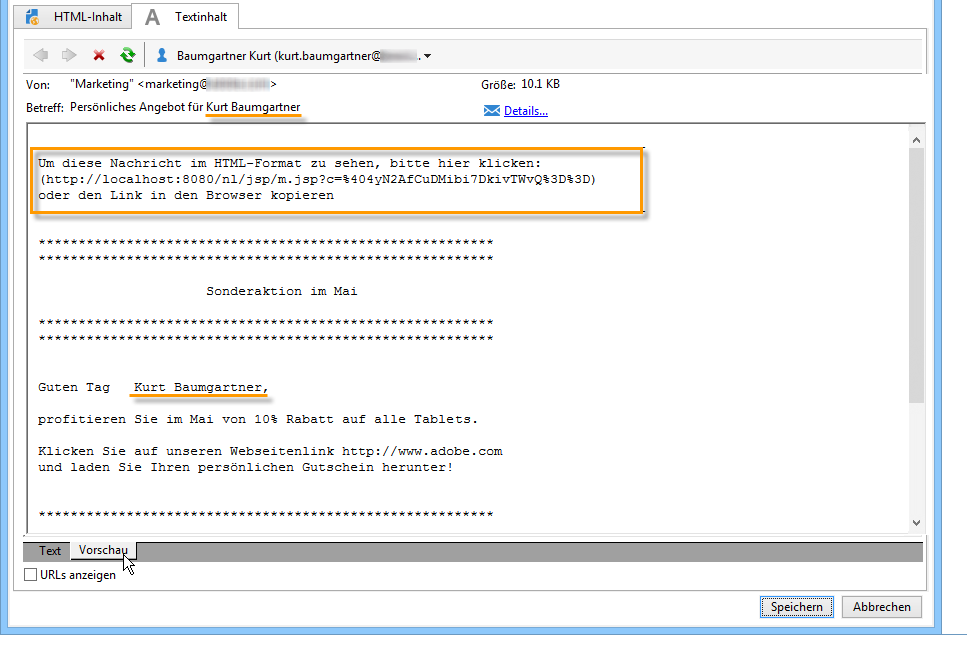 HTML-Inhalt
Textinhalt
Baumgartner Kurt (kurt.baumgartner@
Von: "Marketing" <marketing@ >
Größe: 10.1 KB
Betreff: Persönliches Angebot für Kurt Baumgartner
Details...
Um diese Nachricht im HTML-Format zu sehen, bitte hier klicken:
(http://localhost:8080/nl/jsp/m.jsp?c=%404yN2AfCuDMibi7DkivTWvQ%3D%3D)
oder den Link in den Browser kopieren
*********************************************************
*********************************************************
Sonderaktion im Mai
*********************************************************
*********************************************************
Guten Tag Kurt Baumgartner,
profitieren Sie im Mai von 10% Rabatt auf alle Tablets.
Klicken Sie auf unseren Webseitenlink http://www.adobe.com
und laden Sie Ihren persönlichen Gutschein herunter!
*********************************************************
Text
Vorschau
URLs anzeigen
Speichern
Abbrechen